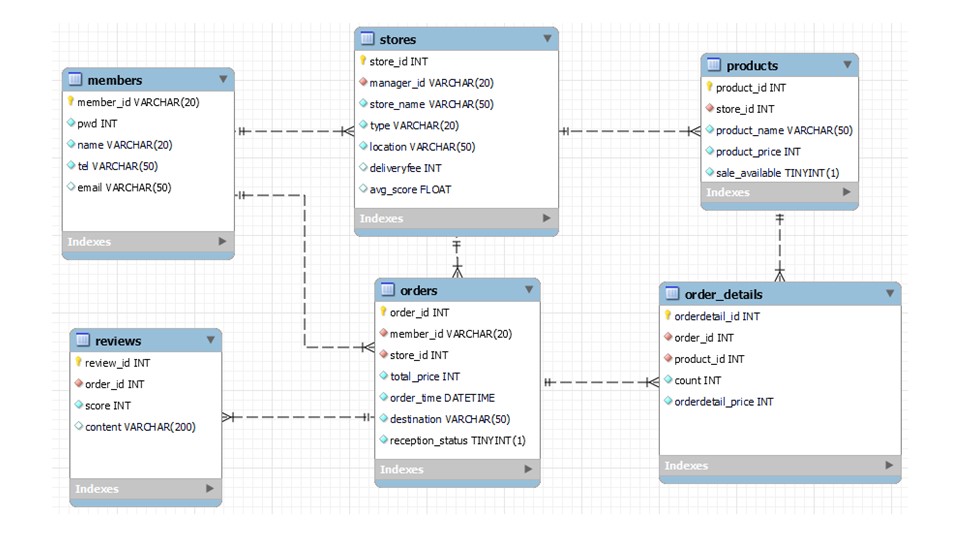 members
member_id VARCHAR(20)
pwd INT
name VARCHAR(20)
tel VARCHAR(50)
email VARCHAR(50)
Indexes
stores
store_id INT
manager_id VARCHAR(20)
store_name VARCHAR(50)
type VARCHAR(20)
location VARCHAR(50)
deliveryfee INT
avg_score FLOAT
Indexes
products
product_id INT
store_id INT
product_name VARCHAR(50)
product_price INT
sale_available TINYINT(1)
Indexes
reviews
review_id INT
order_id INT
score INT
content VARCHAR(200)
Indexes
orders
order_id INT
member_id VARCHAR(20)
store_id INT
total_price INT
order_time DATETIME
destination VARCHAR(50)
reception_status TINYINT(1)
Indexes
order_details
orderdetail_id INT
order_id INT
product_id INT
count INT
orderdetail_price INT
Indexes